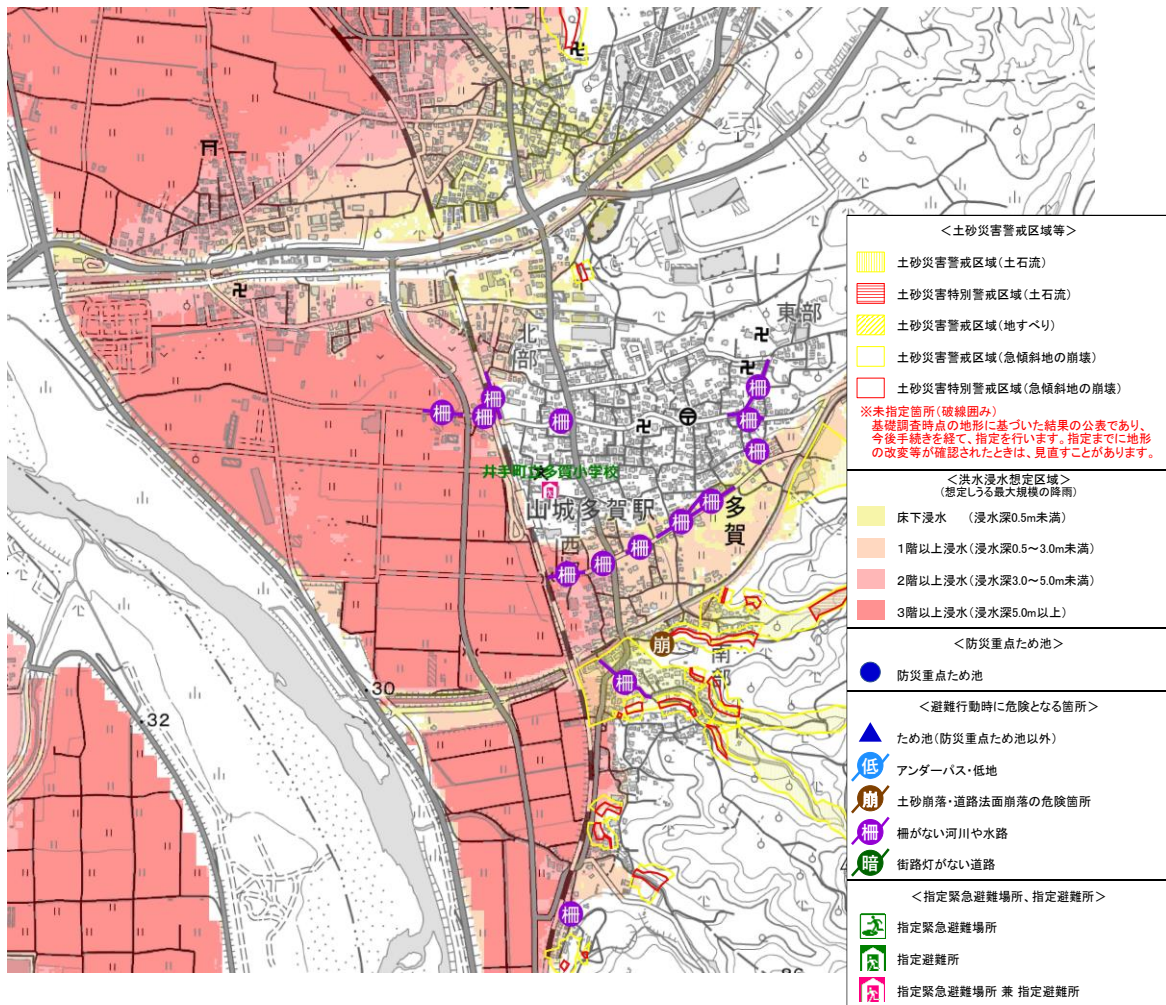 北部
東部
井手町立多賀小学校
山城多賀駅
多賀
西
南部
30
32
柵
柵
柵
柵
柵
柵
柵
柵
柵
柵
柵
柵
崩
柵
柵
＜土砂災害警戒区域等＞
土砂災害警戒区域(土石流)
土砂災害特別警戒区域(土石流)
土砂災害警戒区域(地すべり)
土砂災害警戒区域(急傾斜地の崩壊)
土砂災害特別警戒区域(急傾斜地の崩壊)
※未指定箇所(破線囲み)
基礎調査時点の地形に基づいた結果の公表であり、
今後手続きを経て、指定を行います。指定までに地形
の改変等が確認されたときは、見直すことがあります。
＜洪水浸水想定区域＞
(想定しうる最大規模の降雨)
床下浸水　(浸水深0.5m未満)
1階以上浸水(浸水深0.5～3.0m未満)
2階以上浸水(浸水深3.0～5.0m未満)
3階以上浸水(浸水深5.0m以上)
＜防災重点ため池＞
防災重点ため池
＜避難行動時に危険となる箇所＞
ため池(防災重点ため池以外)
低 アンダーパス・低地
崩 土砂崩落・道路法面崩落の危険箇所
柵 柵がない河川や水路
暗 街路灯がない道路
＜指定緊急避難場所、指定避難所＞
指定緊急避難場所
指定避難所
指定緊急避難場所 兼 指定避難所